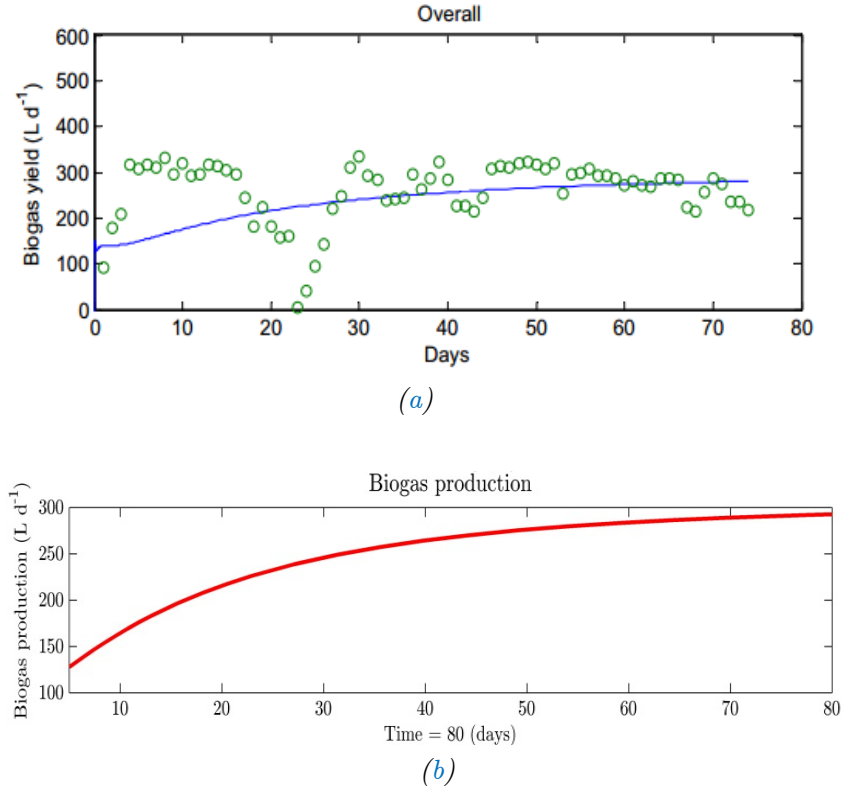 Overall
Biogas yield (L d⁻¹)
600
500
400
300
200
100
0
0 10 20 30 40 50 60 70 80
Days
(a)
Biogas production
Biogas production (L d⁻¹)
300
250
200
150
100
10 20 30 40 50 60 70 80
Time = 80 (days)
(b)